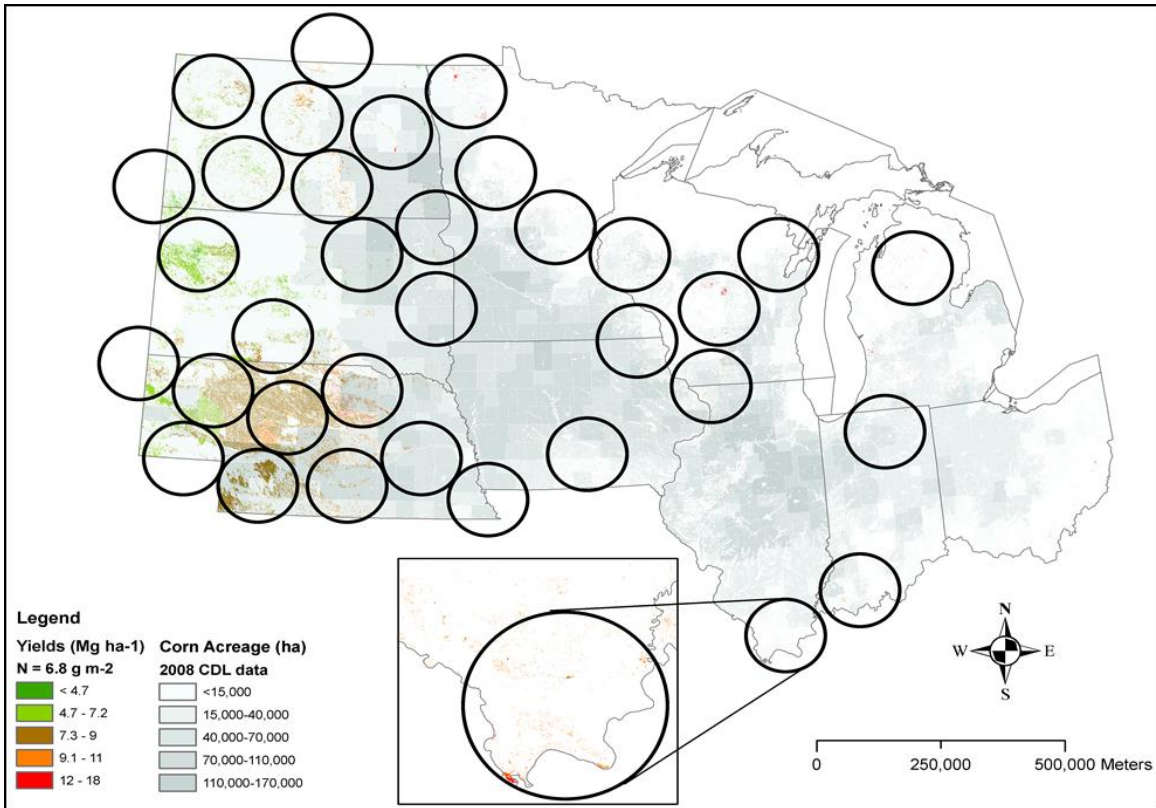 Legend
Yields (Mg ha-1) Corn Acreage (ha)
N = 6.8 g m-2 2008 CDL data
< 4.7 <15,000
4.7 - 7.2 15,000-40,000
7.3 - 9 40,000-70,000
9.1 - 11 70,000-110,000
12 - 18 110,000-170,000
N
W E
S
0 250,000 500,000 Meters